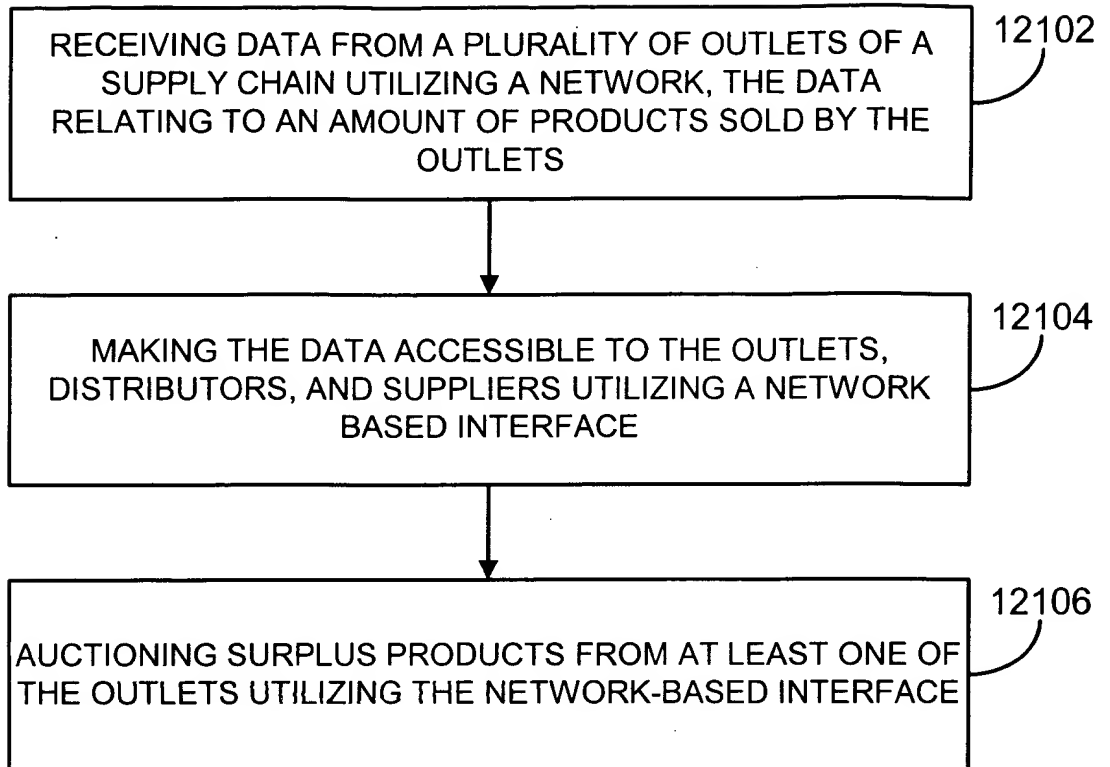 RECEIVING DATA FROM A PLURALITY OF OUTLETS OF A
SUPPLY CHAIN UTILIZING A NETWORK, THE DATA
RELATING TO AN AMOUNT OF PRODUCTS SOLD BY THE
OUTLETS
12102
MAKING THE DATA ACCESSIBLE TO THE OUTLETS,
DISTRIBUTORS, AND SUPPLIERS UTILIZING A NETWORK
BASED INTERFACE
12104
AUCTIONING SURPLUS PRODUCTS FROM AT LEAST ONE OF
THE OUTLETS UTILIZING THE NETWORK-BASED INTERFACE
12106